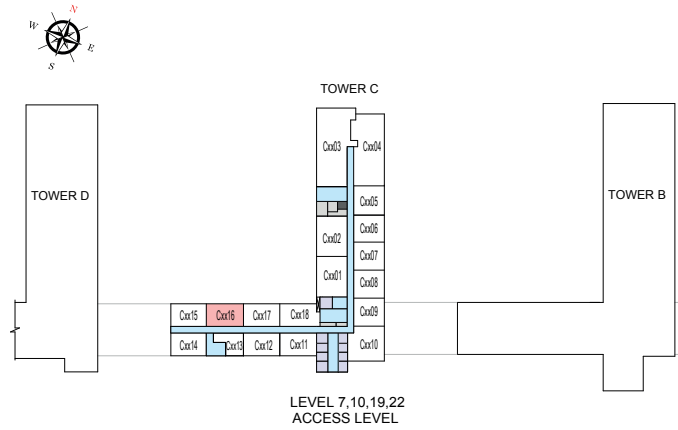 N
W
E
S
TOWER C
Cxx03
Cxx04
TOWER D
TOWER B
Cxx05
Cxx06
Cxx02
Cxx07
Cxx01
Cxx08
Cxx15 Cxx16 Cxx17 Cxx18
Cxx09
Cxx14 Cxx13 Cxx12 Cxx11
Cxx10
LEVEL 7,10,19,22
ACCESS LEVEL